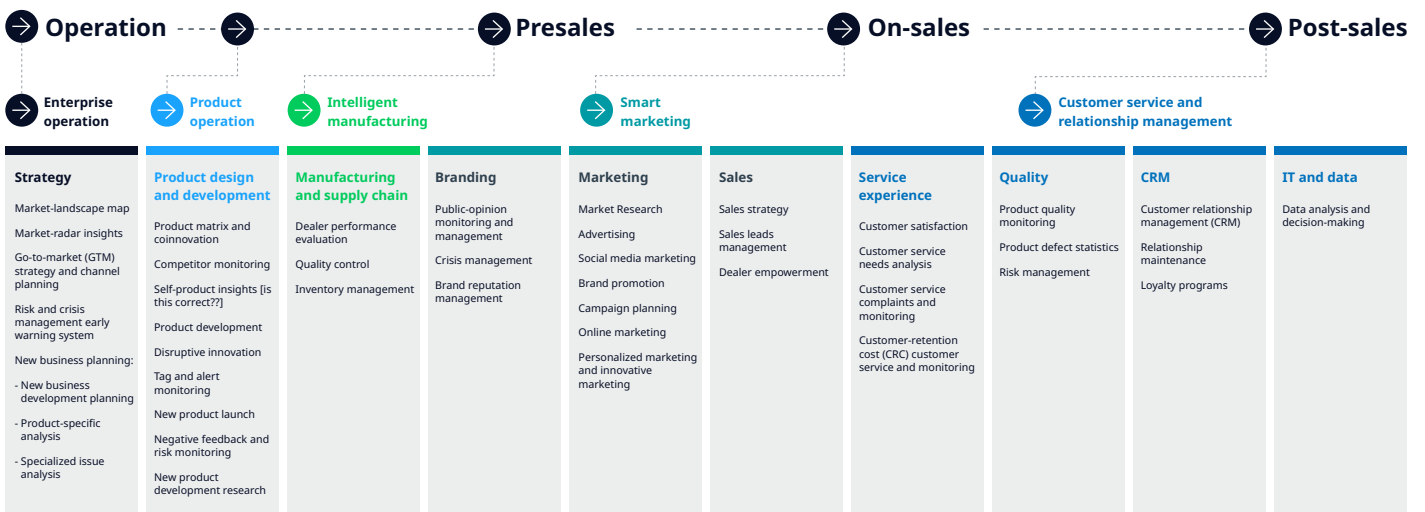 Operation
Presales
On-sales
Post-sales
Enterprise
operation
Product
operation
Intelligent
manufacturing
Smart
marketing
Customer service and
relationship management
Strategy
Market-landscape map
Market-radar insights
Go-to-market (GTM)
strategy and channel
planning
Risk and crisis
management early
warning system
New business planning:
- New business
development planning
- Product-specific
analysis
- Specialized issue
analysis
Product design
and development
Product matrix and
coinnovation
Competitor monitoring
Self-product insights [is
this correct??]
Product development
Disruptive innovation
Tag and alert
monitoring
New product launch
Negative feedback and
risk monitoring
New product
development research
Manufacturing
and supply chain
Dealer performance
evaluation
Quality control
Inventory management
Branding
Public-opinion
monitoring and
management
Crisis management
Brand reputation
management
Marketing
Market Research
Advertising
Social media marketing
Brand promotion
Campaign planning
Online marketing
Personalized marketing
and innovative
marketing
Sales
Sales strategy
Sales leads
management
Dealer empowerment
Service
experience
Customer satisfaction
Customer service
needs analysis
Customer service
complaints and
monitoring
Customer-retention
cost (CRC) customer
service and monitoring
Quality
Product quality
monitoring
Product defect statistics
Risk management
CRM
Customer relationship
management (CRM)
Relationship
maintenance
Loyalty programs
IT and data
Data analysis and
decision-making